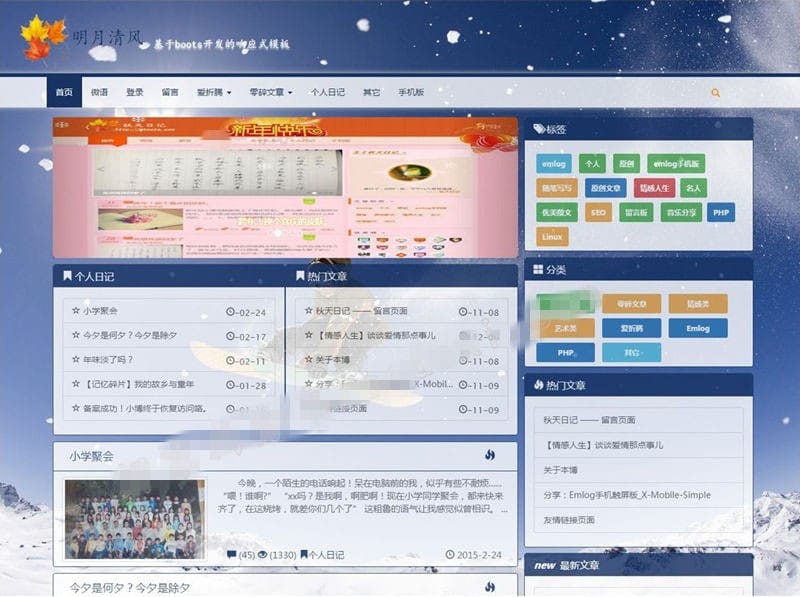 明月清风
基于boots开发的响应式模板
首页 微语 登录 留言 爱折腾 零碎文章 个人日记 其它 手机版
新年快乐
标签
emlog 个人 原创 emlog手机版
随笔写写 原创文章 情感人生 名人
优美散文 SEO 留言板 音乐分享 PHP
Linux
个人日记
小学聚会 02-24
今夕是何夕？今夕是除夕 02-17
年味淡了吗？ 02-11
【记忆碎片】我的故乡与童年 01-28
备案成功！小博终于恢复访问咯。
热门文章
秋天日记 —— 留言页面 11-08
【情感人生】谈谈爱情那点事儿
关于本博 11-08
分享：E X-Mobil... 11-09
链接页面 11-09
分类
零碎文章 情感类
艺术类 爱折腾 Emlog
PHP 其它
热门文章
秋天日记 —— 留言页面
【情感人生】谈谈爱情那点事儿
关于本博
分享：Emlog手机触屏版_X-Mobile-Simple
友情链接页面
小学聚会
今晚，一个陌生的电话响起！呆在电脑前的我，似乎有些不耐烦……
“喂！谁啊?” “xx吗？是我啊，啊肥啊！现在小学同学聚会，都来快来
齐了，在这烧烤，就差你们几个了” 这粗鲁的语气让我感觉似曾相识。 ...
(45) (1330) 个人日记 2015-2-24
今夕是何夕？今夕是除夕
new 最新文章